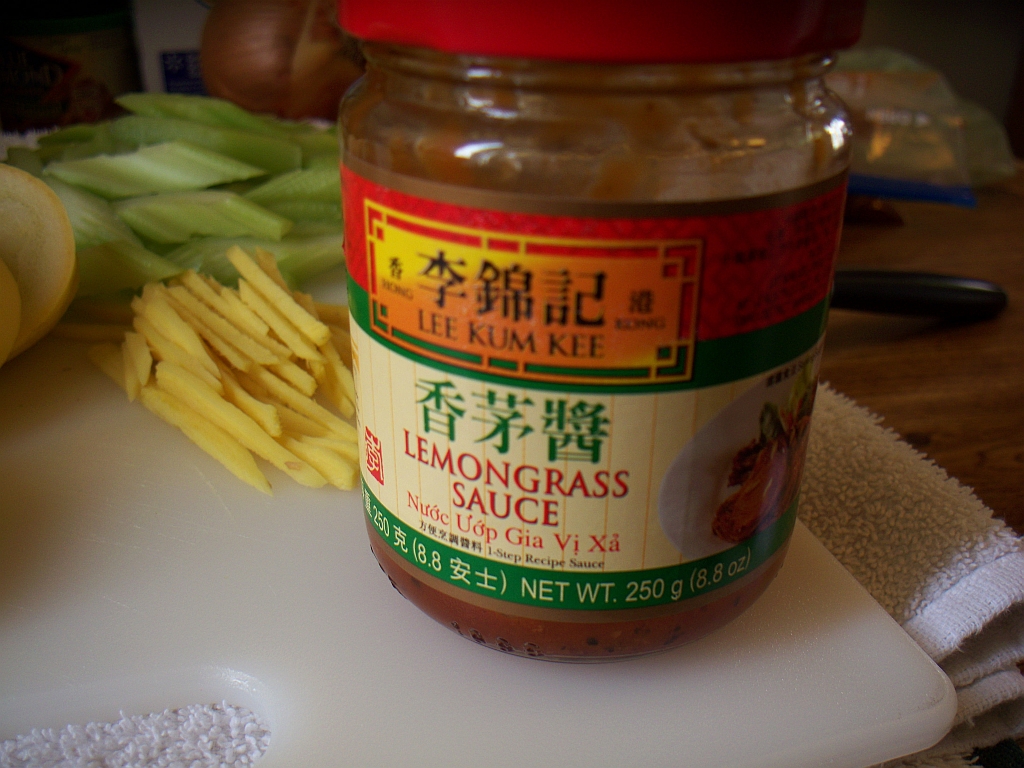 香 李錦記 港
HONG KONG
LEE KUM KEE
香茅醬
LEMONGRASS
SAUCE
Nước Ướp Gia Vị Xả
方便烹調醬料 1-Step Recipe Sauce
重 250 克 (8.8 安士) NET WT. 250 g (8.8 oz)